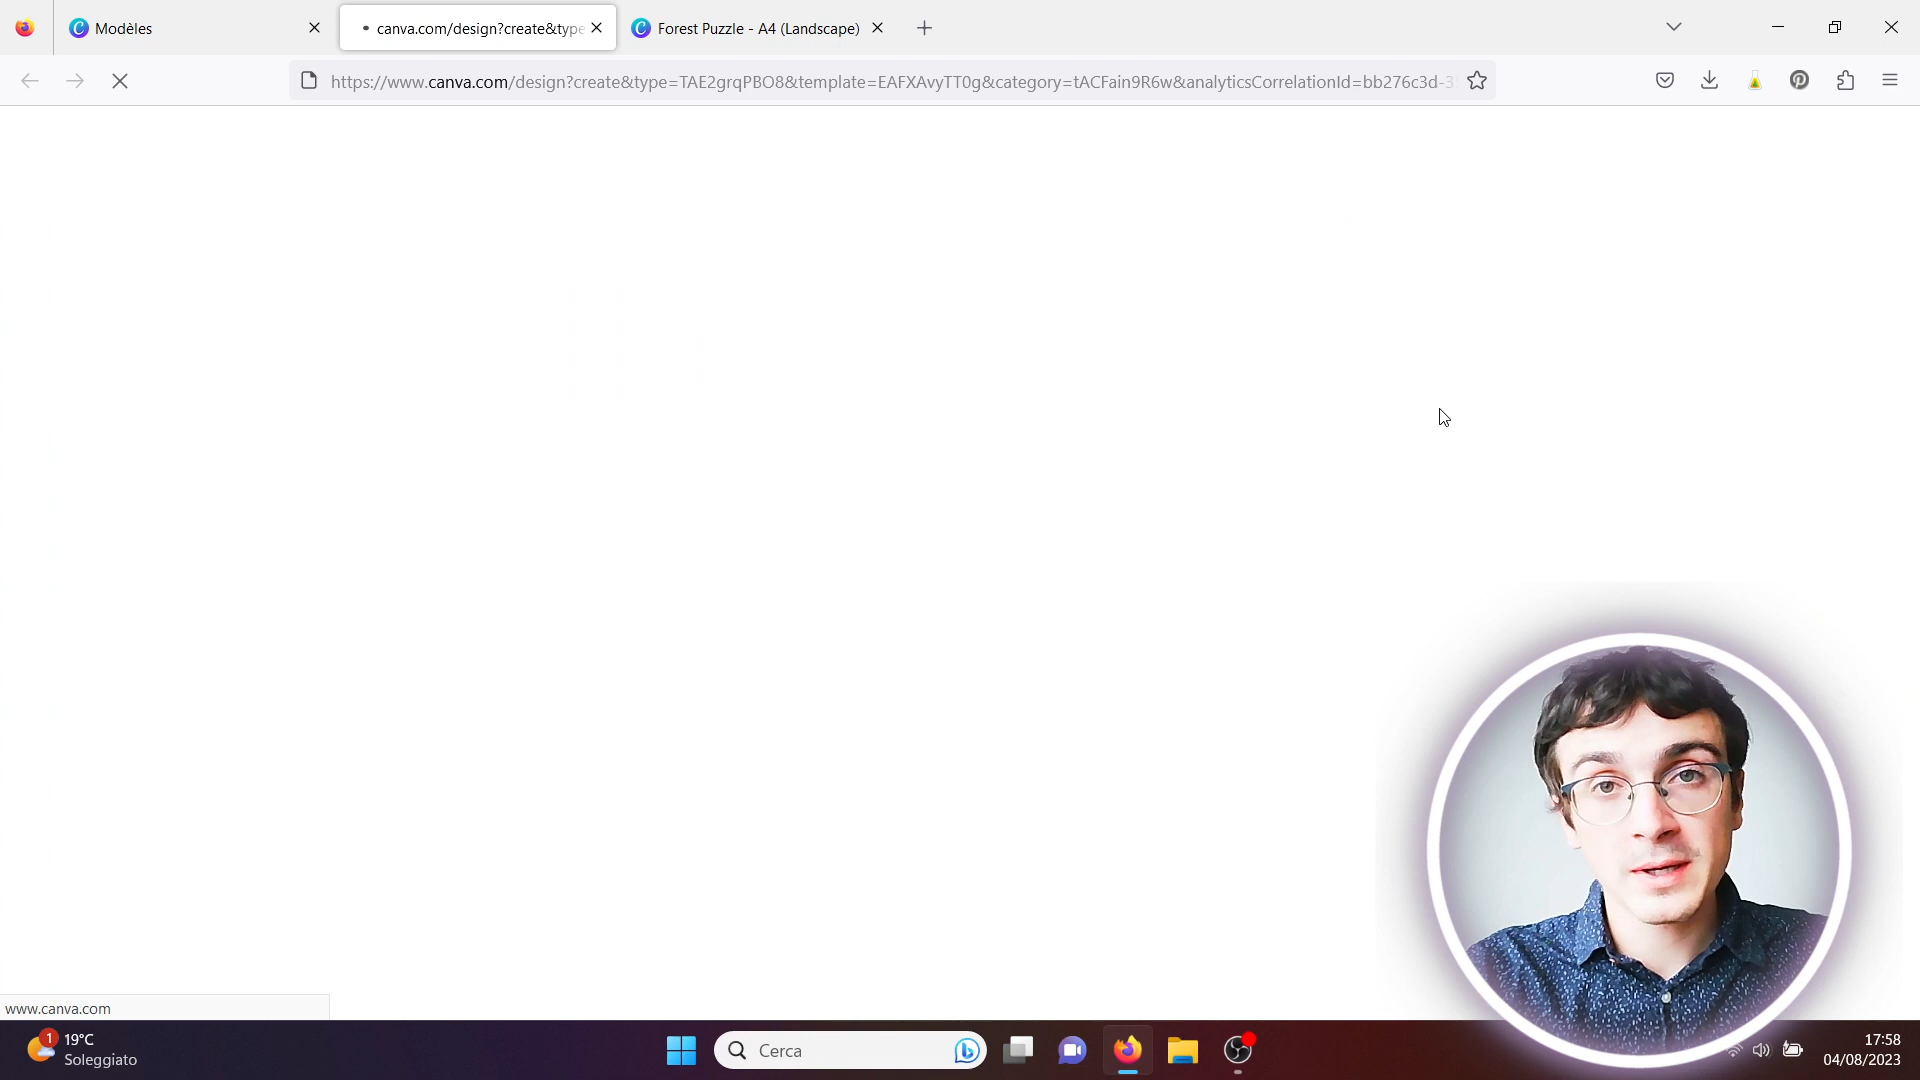 Modèles
canva.com/design?create&type
Forest Puzzle - A4 (Landscape)
https://www.canva.com/design?create&type=TAE2grqPBO8&template=EAFXAvyTT0g&category=tACFain9R6w&analyticsCorrelationId=bb276c3d-3
www.canva.com
1
19°C
Soleggiato
Cerca
17:58
04/08/2023